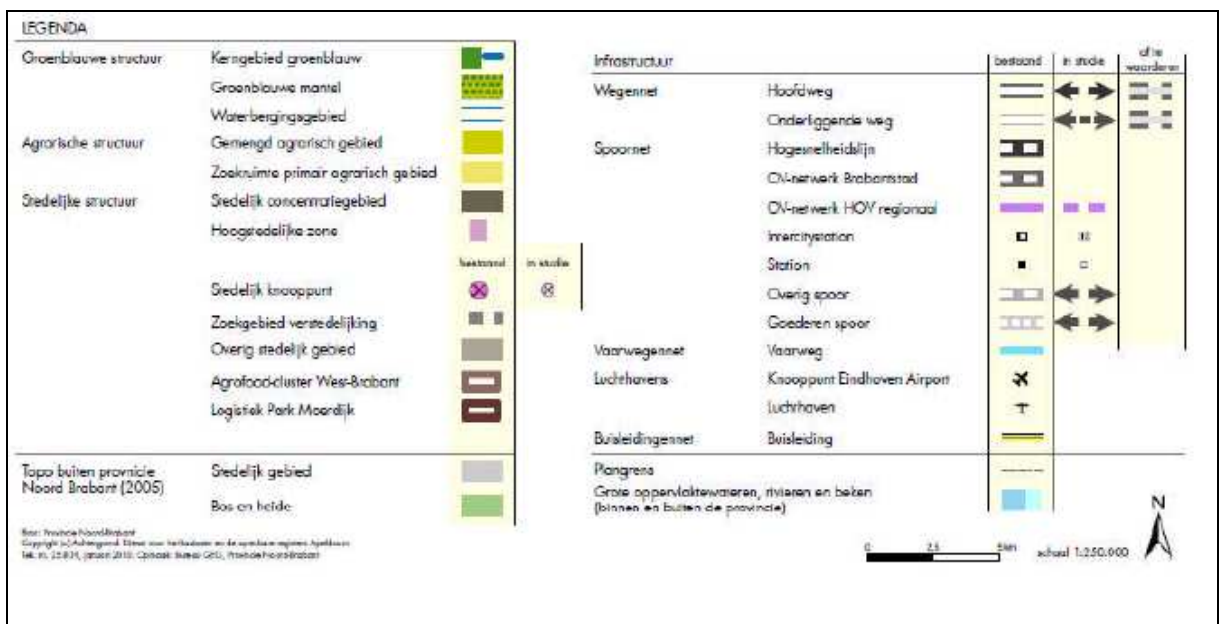 LEGENDA
Groenblauwe structuur Kerngebied groenblauw
Groenblauwe mantel
Waterbergingsgebied
Agrarische structuur Gemengd agrarisch gebied
Zoekruimte primair agrarisch gebied
Stedelijke structuur Stedelijk concentratiegebied
Hoogstedelijke zone
bestaand in studie
Stedelijk knooppunt
Zoekgebied verstedelijking
Overig stedelijk gebied
Agrofood-cluster West-Brabant
Logistiek Park Moerdijk
Topo buiten provnicie Stedelijk gebied
Noord Brabant (2005)
Bos en heide
Bron: Provincie Noord-Brabant
Infrastructuur bestaand in studie af te
waarderen
Wegennet Hoofdweg
Onderliggende weg
Spoornet Hogesnelheidslijn
OV-netwerk Brabantstad
OV-netwerk HOV regionaal
Intercitystation
Station
Overig spoor
Goederen spoor
Vaarwegennet Vaarweg
Luchthavens Knooppunt Eindhoven Airport
Luchthaven
Buisleidingennet Buisleiding
Plangrens
Grote oppervlaktewateren, rivieren en beken
(binnen en buiten de provincie)
N
0 2,5 5km schaal 1:250.000